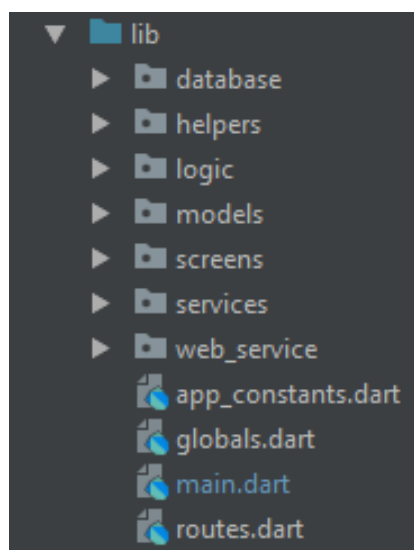 lib
database
helpers
logic
models
screens
services
web_service
app_constants.dart
globals.dart
main.dart
routes.dart